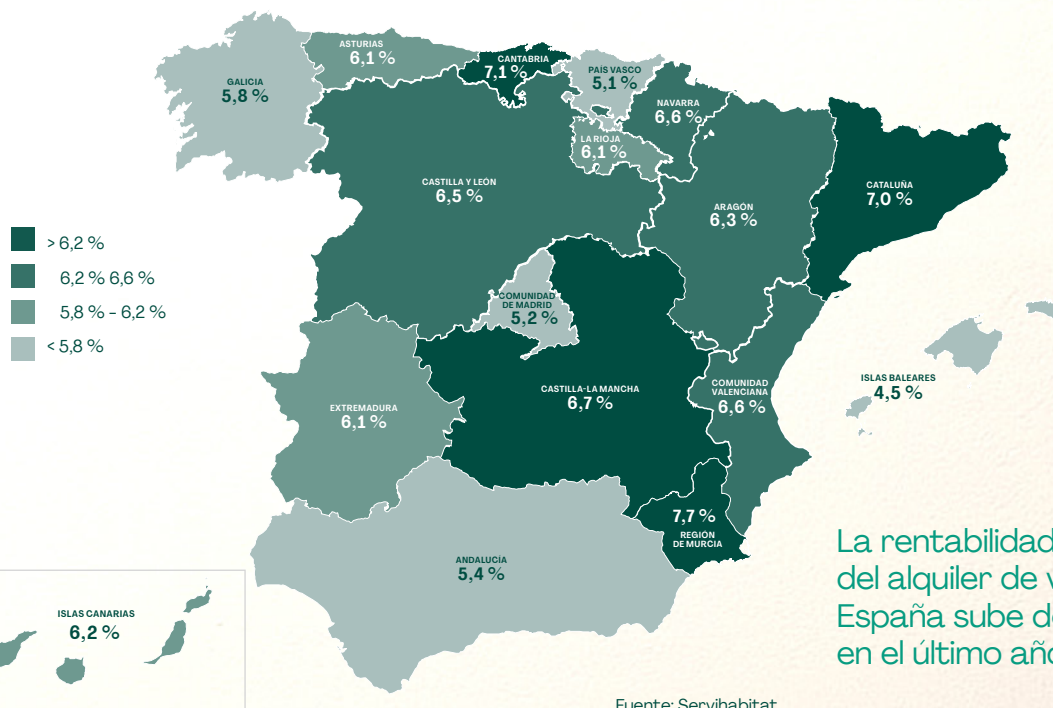 ASTURIAS
6,1 %
CANTABRIA
7,1 %
PAÍS VASCO
5,1 %
GALICIA
5,8 %
NAVARRA
6,6 %
LA RIOJA
6,1 %
CASTILLA Y LEÓN
6,5 %
CATALUÑA
7,0 %
ARAGÓN
6,3 %
> 6,2 %
6,2 % 6,6 %
5,8 % - 6,2 %
< 5,8 %
COMUNIDAD
DE MADRID
5,2 %
ISLAS BALEARES
4,5 %
CASTILLA-LA MANCHA
6,7 %
COMUNIDAD
VALENCIANA
6,6 %
EXTREMADURA
6,1 %
7,7 %
REGIÓN
DE MURCIA
ANDALUCÍA
5,4 %
ISLAS CANARIAS
6,2 %
La rentabilidad
del alquiler de
España sube
en el último año
Fuente: Servihabitat